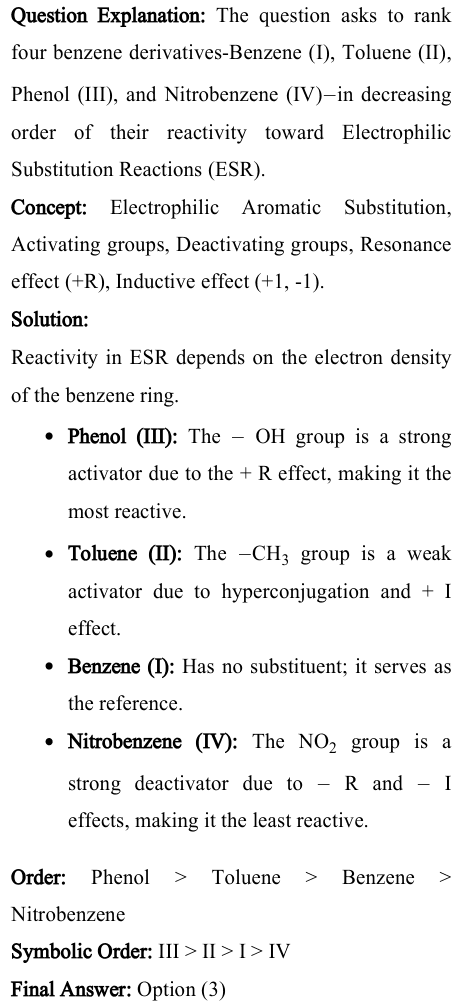 Question Explanation: The question asks to rank
four benzene derivatives-Benzene (I), Toluene (II),
Phenol (III), and Nitrobenzene (IV)–in decreasing
order of their reactivity toward Electrophilic
Substitution Reactions (ESR).
Concept: Electrophilic Aromatic Substitution,
Activating groups, Deactivating groups, Resonance
effect (+R), Inductive effect (+1, -1).
Solution:
Reactivity in ESR depends on the electron density
of the benzene ring.
• Phenol (III): The – OH group is a strong
activator due to the + R effect, making it the
most reactive.
• Toluene (II): The –CH₃ group is a weak
activator due to hyperconjugation and + I
effect.
• Benzene (I): Has no substituent; it serves as
the reference.
• Nitrobenzene (IV): The NO₂ group is a
strong deactivator due to – R and – I
effects, making it the least reactive.
Order: Phenol > Toluene > Benzene >
Nitrobenzene
Symbolic Order: III > II > I > IV
Final Answer: Option (3)